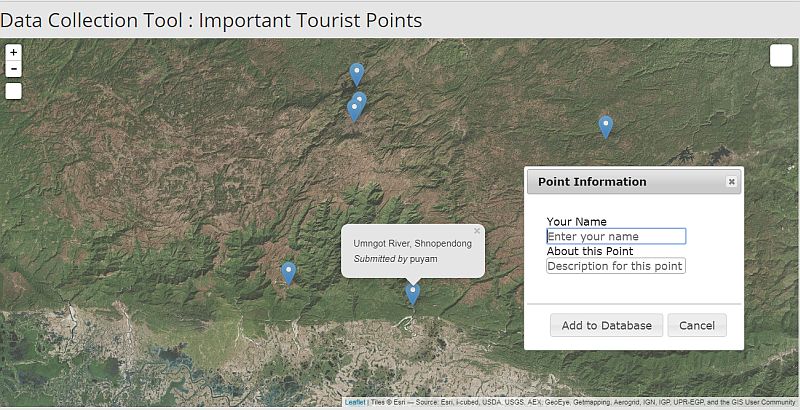 Data Collection Tool : Important Tourist Points
+
-
Point Information
Your Name
Enter your name
About this Point
Description for this point
Umngot River, Shnopendong
Submitted by puyam
Add to Database Cancel
Leaflet | Tiles © Esri — Source: Esri, i-cubed, USDA, USGS, AEX, GeoEye, Getmapping, Aerogrid, IGN, IGP, UPR-EGP, and the GIS User Community